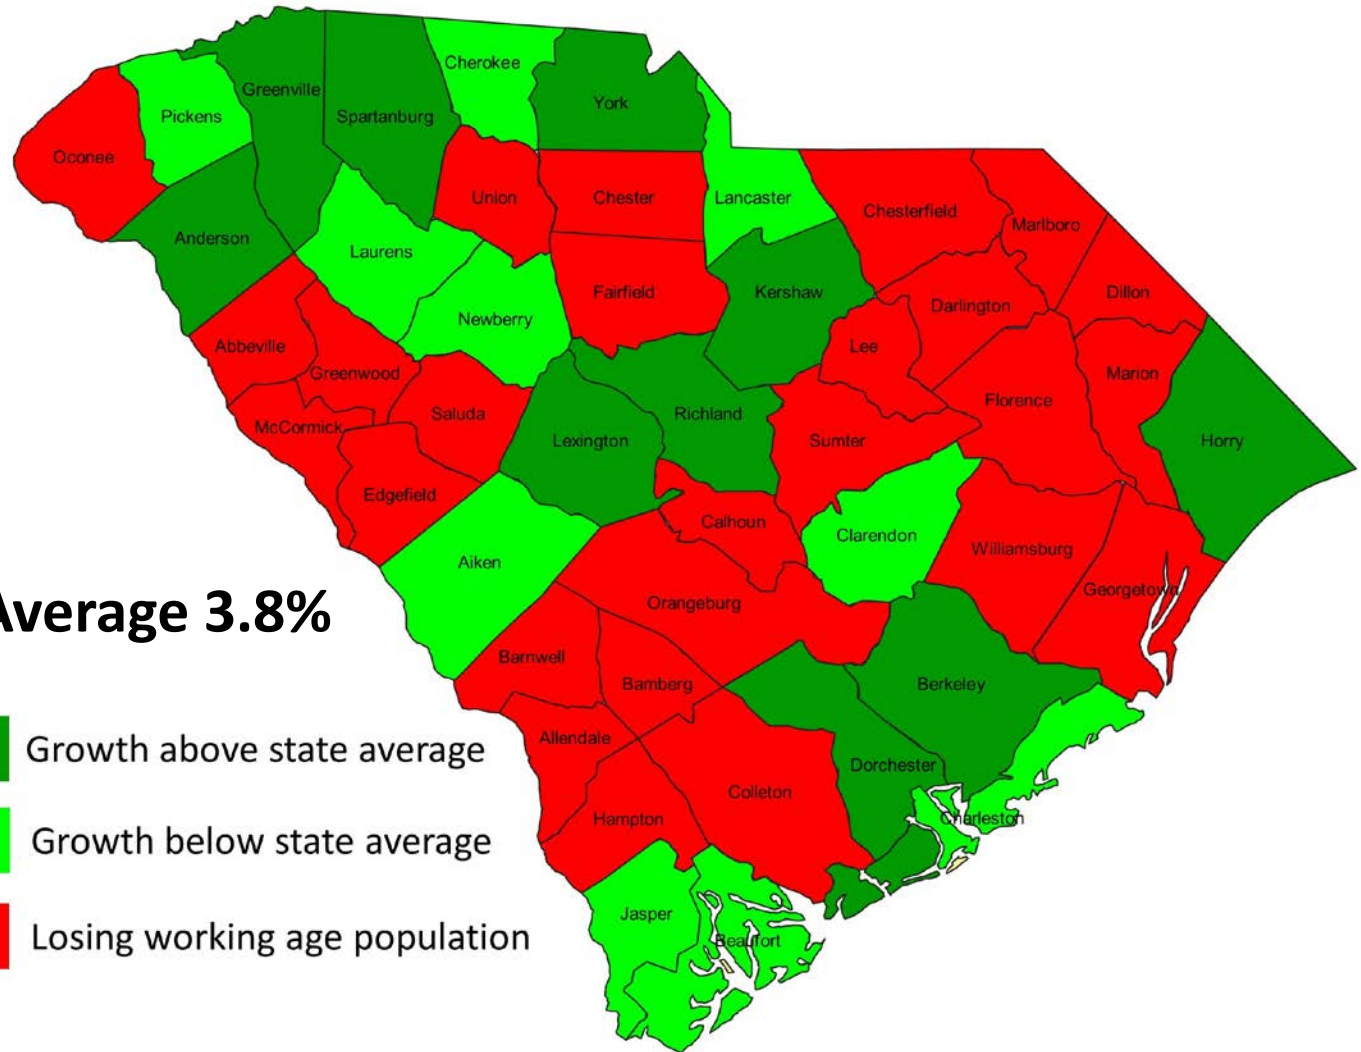 Cherokee
Greenville
York
Pickens
Spartanburg
Oconee
Union
Chester
Lancaster
Chesterfield
Marlboro
Anderson
Laurens
Fairfield
Kershaw
Dillon
Darlington
Newberry
Abbeville
Lee
Greenwood
Marion
Florence
Saluda
Richland
McCormick
Lexington
Sumter
Horry
Edgefield
Calhoun
Clarendon
Williamsburg
Aiken
Georgetown
Orangeburg
Average 3.8%
Barnwell
Bamberg
Berkeley
Allendale
Growth above state average
Dorchester
Colleton
Hampton
Charleston
Growth below state average
Jasper
Beaufort
Losing working age population